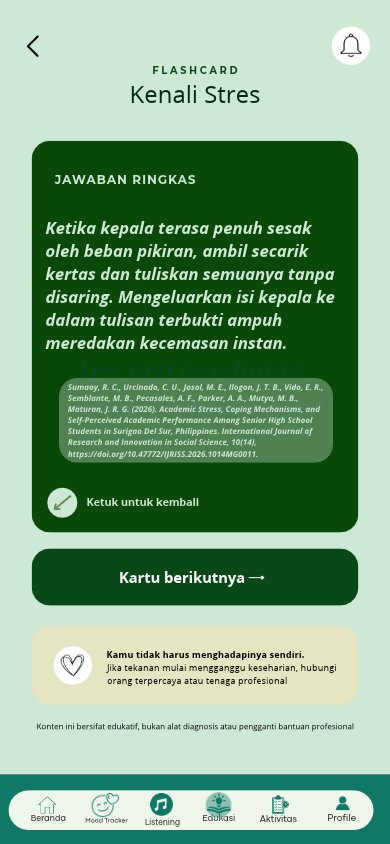 FLASHCARD
Kenali Stres
JAWABAN RINGKAS
Ketika kepala terasa penuh sesak
oleh beban pikiran, ambil secarik
kertas dan tuliskan semuanya tanpa
disaring. Mengeluarkan isi kepala ke
dalam tulisan terbukti ampuh
meredakan kecemasan instan.
Sumaoy, R. C., Urcinado, C. U., Josol, M. E., Ilogon, J. T. B., Vido, E. R.,
Semblante, M. B., Pecasales, A. F., Parker, A. A., Mutya, M. B.,
Maturan, J. R. G. (2026). Academic Stress, Coping Mechanisms, and
Self-Perceived Academic Performance Among Senior High School
Students in Surigao Del Sur, Philippines. International Journal of
Research and Innovation in Social Science, 10(14),
https://doi.org/10.47772/IJRISS.2026.1014MG0011.
Ketuk untuk kembali
Kartu berikutnya →
Kamu tidak harus menghadapinya sendiri.
Jika tekanan mulai mengganggu keseharian, hubungi
orang terpercaya atau tenaga profesional
Konten ini bersifat edukatif, bukan alat diagnosis atau pengganti bantuan profesional
Beranda
Mood Tracker
Listening
Edukasi
Aktivitas
Profile